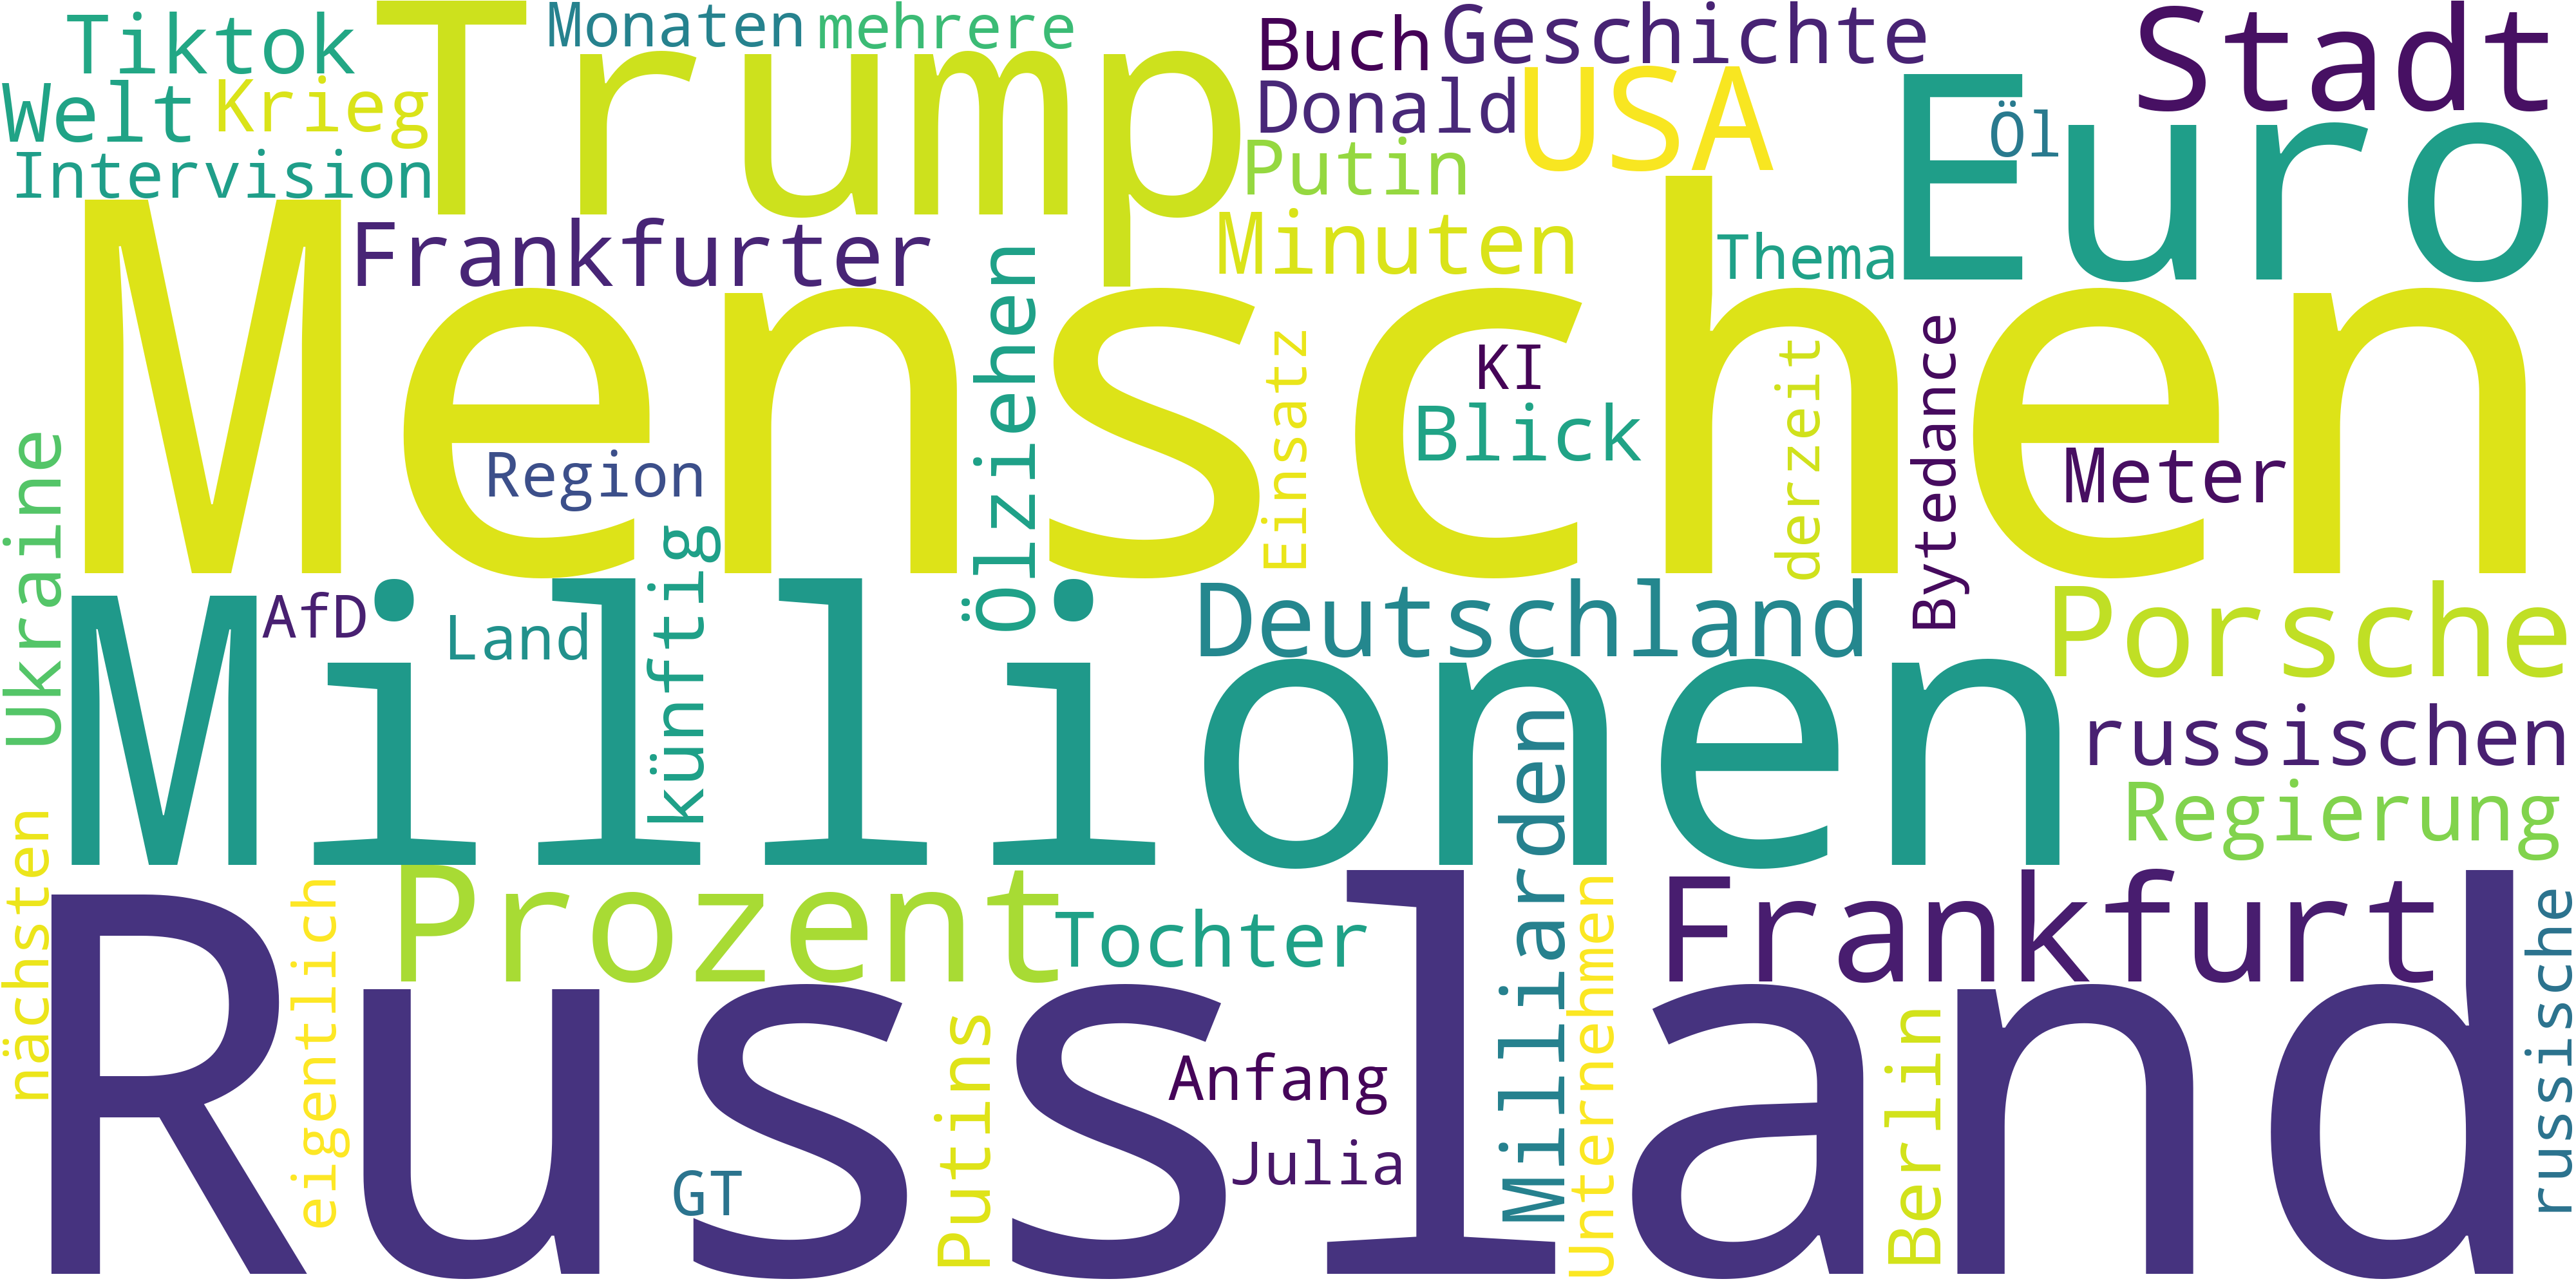 Tiktok
Monaten
mehrere
Trump
Buch
Geschichte
Stadt
Welt
Krieg
Donald
USA
Euro
Öl
Intervision
Putin
Frankfurter
Minuten
Thema
Menschen
Ölziehen
Einsatz
KI
Blick
derzeit
Bytedance
Meter
Region
Ukraine
künftig
AfD
Land
Millionen
Deutschland
Porsche
russischen
Regierung
Milliarden
nächsten
eigentlich
Prozent
Tochter
Unternehmen
Frankfurt
russische
Russland
Putins
Anfang
Julia
GT
Berlin